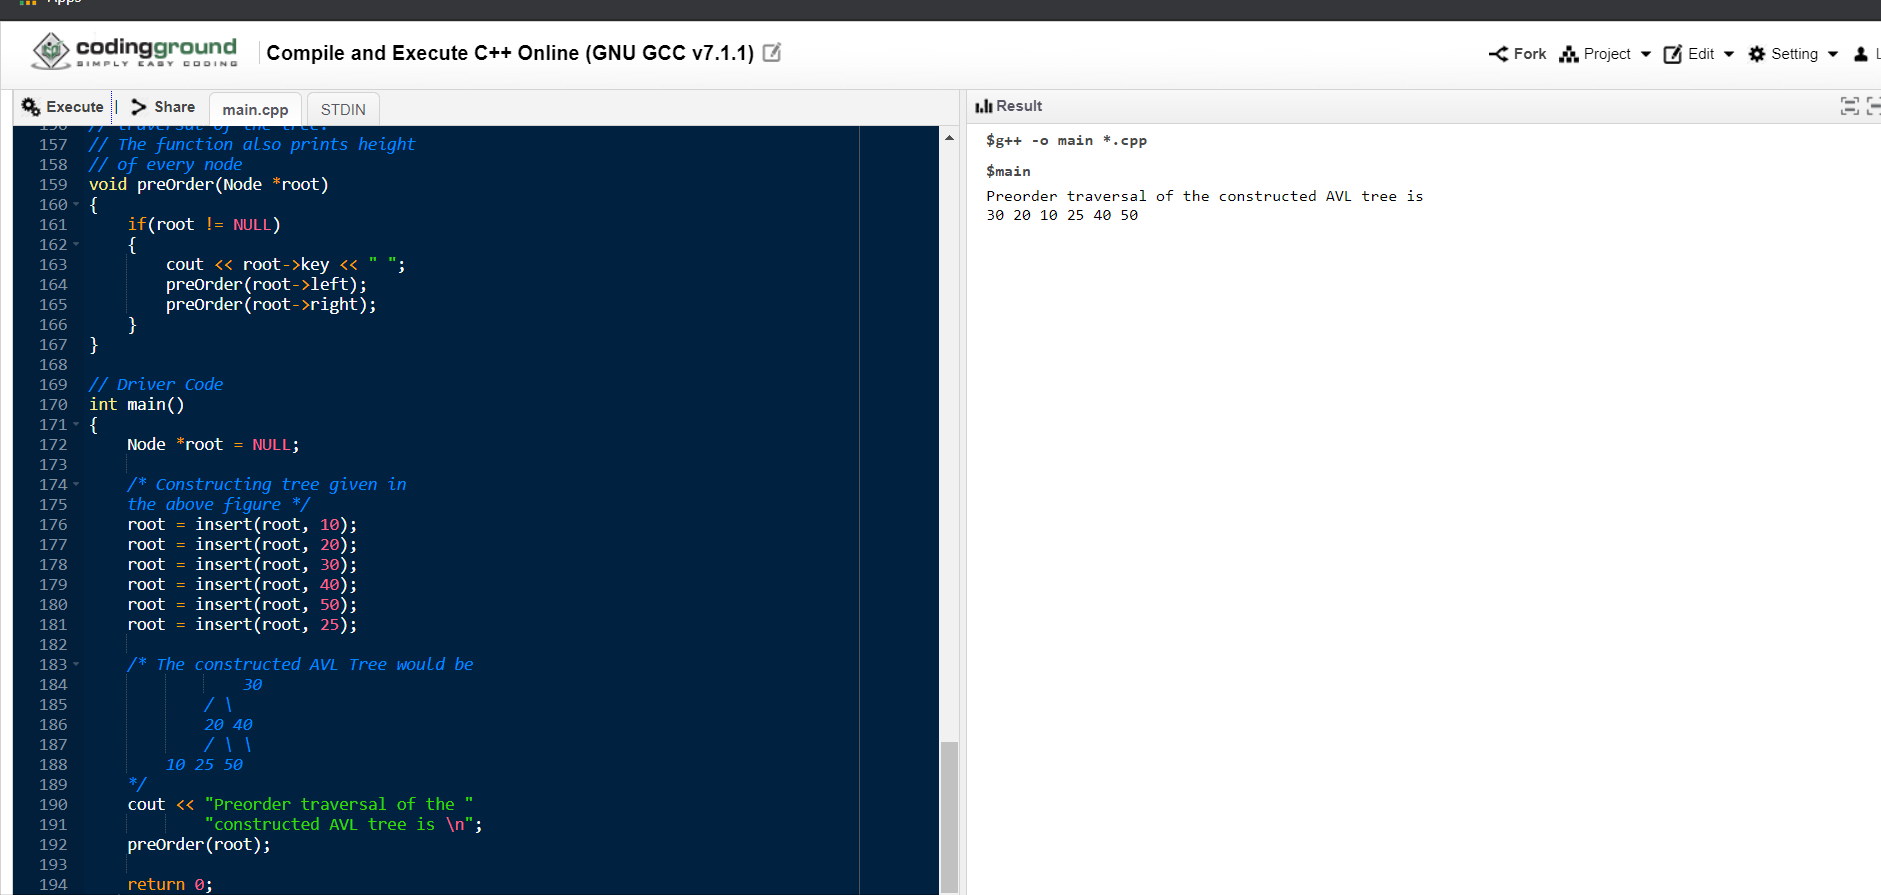 Apps
codingground
SIMPLY EASY CODING
Compile and Execute C++ Online (GNU GCC v7.1.1)
Fork Project Edit Setting L
Execute | Share main.cpp STDIN
156 // traversal of the tree.
157 // The function also prints height
158 // of every node
159 void preOrder(Node *root)
160 {
161 if(root != NULL)
162 {
163 cout << root->key << " ";
164 preOrder(root->left);
165 preOrder(root->right);
166 }
167 }
168
169 // Driver Code
170 int main()
171 {
172 Node *root = NULL;
173
174 /* Constructing tree given in
175 the above figure */
176 root = insert(root, 10);
177 root = insert(root, 20);
178 root = insert(root, 30);
179 root = insert(root, 40);
180 root = insert(root, 50);
181 root = insert(root, 25);
182
183 /* The constructed AVL Tree would be
184 30
185 / \
186 20 40
187 / \ \
188 10 25 50
189 */
190 cout << "Preorder traversal of the "
191 "constructed AVL tree is \n";
192 preOrder(root);
193
194 return 0;
Result
$g++ -o main *.cpp
$main
Preorder traversal of the constructed AVL tree is
30 20 10 25 40 50